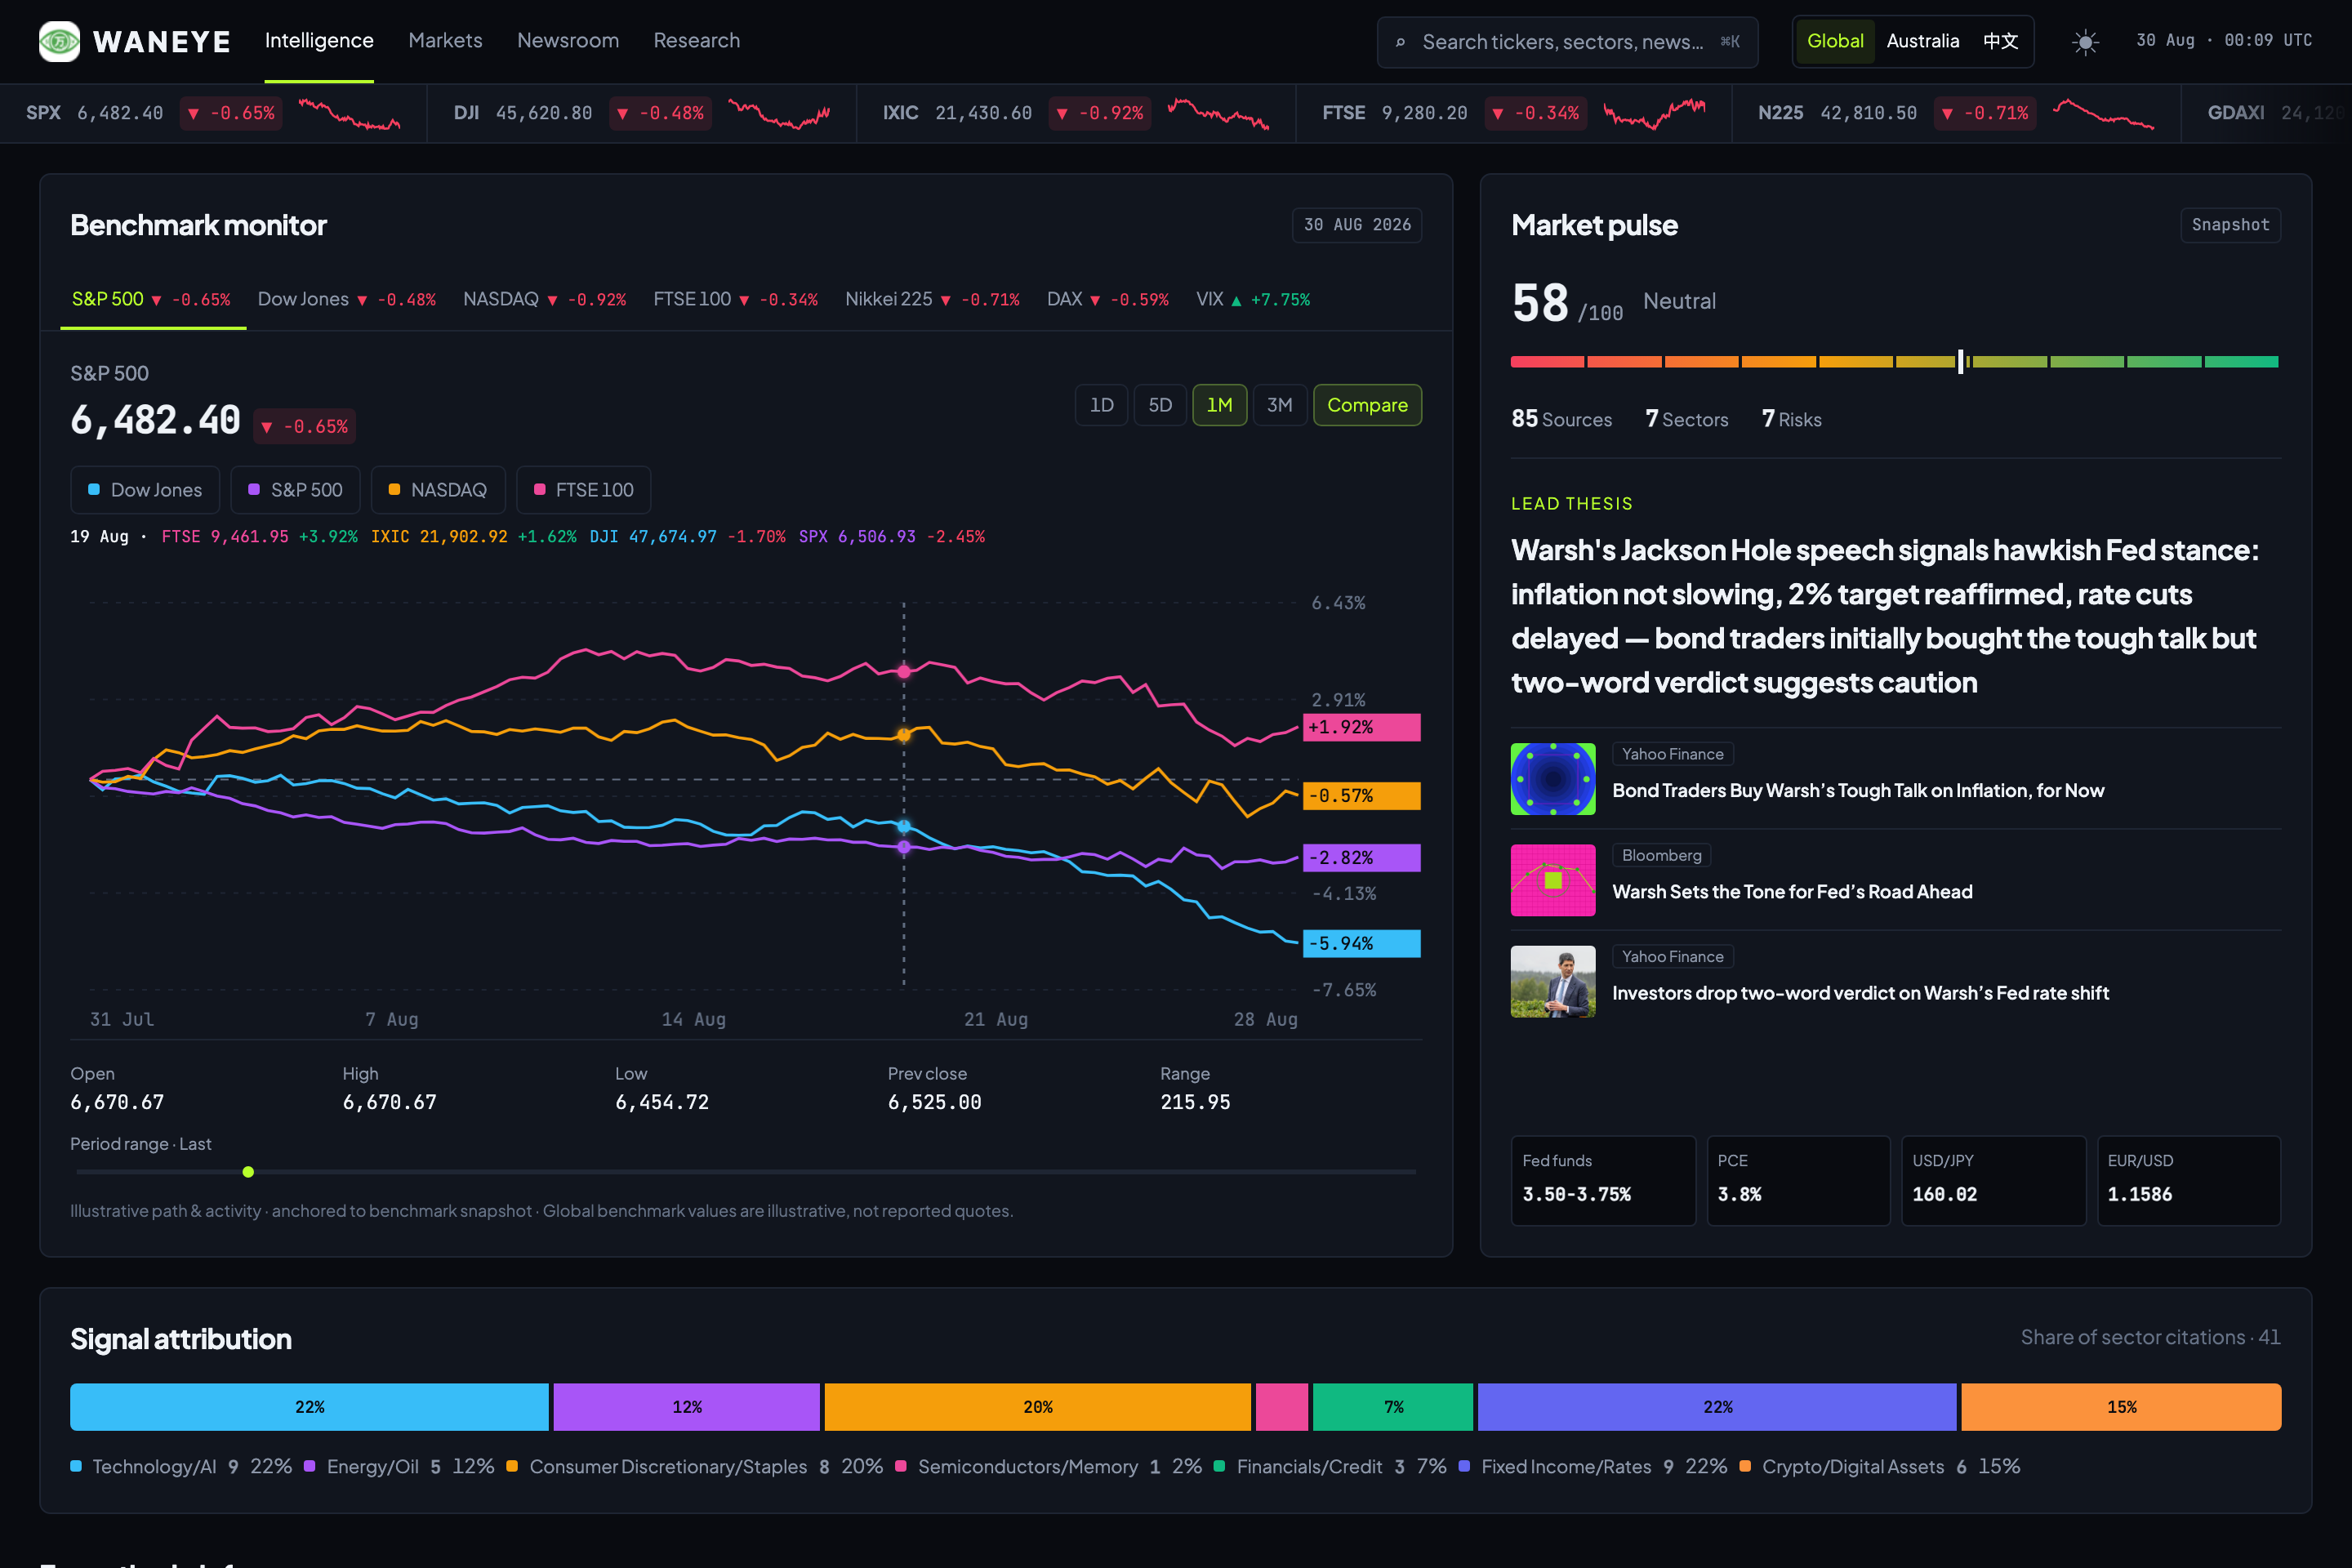 WANEYE Intelligence Markets Newsroom Research Search tickers, sectors, news... ⌘K Global Australia 中文 30 Aug · 00:09 UTC
SPX 6,482.40 ▼ -0.65% DJI 45,620.80 ▼ -0.48% IXIC 21,430.60 ▼ -0.92% FTSE 9,280.20 ▼ -0.34% N225 42,810.50 ▼ -0.71% GDAXI 24,120
Benchmark monitor
30 AUG 2026
S&P 500 ▼ -0.65% Dow Jones ▼ -0.48% NASDAQ ▼ -0.92% FTSE 100 ▼ -0.34% Nikkei 225 ▼ -0.71% DAX ▼ -0.59% VIX ▲ +7.75%
S&P 500
6,482.40 ▼ -0.65%
1D 5D 1M 3M Compare
Dow Jones S&P 500 NASDAQ FTSE 100
19 Aug · FTSE 9,461.95 +3.92% IXIC 21,902.92 +1.62% DJI 47,674.97 -1.70% SPX 6,506.93 -2.45%
6.43%
2.91%
+1.92%
-0.57%
-2.82%
-4.13%
-5.94%
-7.65%
31 Jul 7 Aug 14 Aug 21 Aug 28 Aug
Open High Low Prev close Range
6,670.67 6,670.67 6,454.72 6,525.00 215.95
Period range · Last
Illustrative path & activity · anchored to benchmark snapshot · Global benchmark values are illustrative, not reported quotes.
Market pulse
Snapshot
58 /100 Neutral
85 Sources 7 Sectors 7 Risks
LEAD THESIS
Warsh's Jackson Hole speech signals hawkish Fed stance:
inflation not slowing, 2% target reaffirmed, rate cuts
delayed — bond traders initially bought the tough talk but
two-word verdict suggests caution
Yahoo Finance
Bond Traders Buy Warsh’s Tough Talk on Inflation, for Now
Bloomberg
Warsh Sets the Tone for Fed’s Road Ahead
Yahoo Finance
Investors drop two-word verdict on Warsh’s Fed rate shift
Fed funds PCE USD/JPY EUR/USD
3.50-3.75% 3.8% 160.02 1.1586
Signal attribution
Share of sector citations · 41
22% 12% 20% 7% 22% 15%
Technology/AI 9 22% Energy/Oil 5 12% Consumer Discretionary/Staples 8 20% Semiconductors/Memory 1 2% Financials/Credit 3 7% Fixed Income/Rates 9 22% Crypto/Digital Assets 6 15%